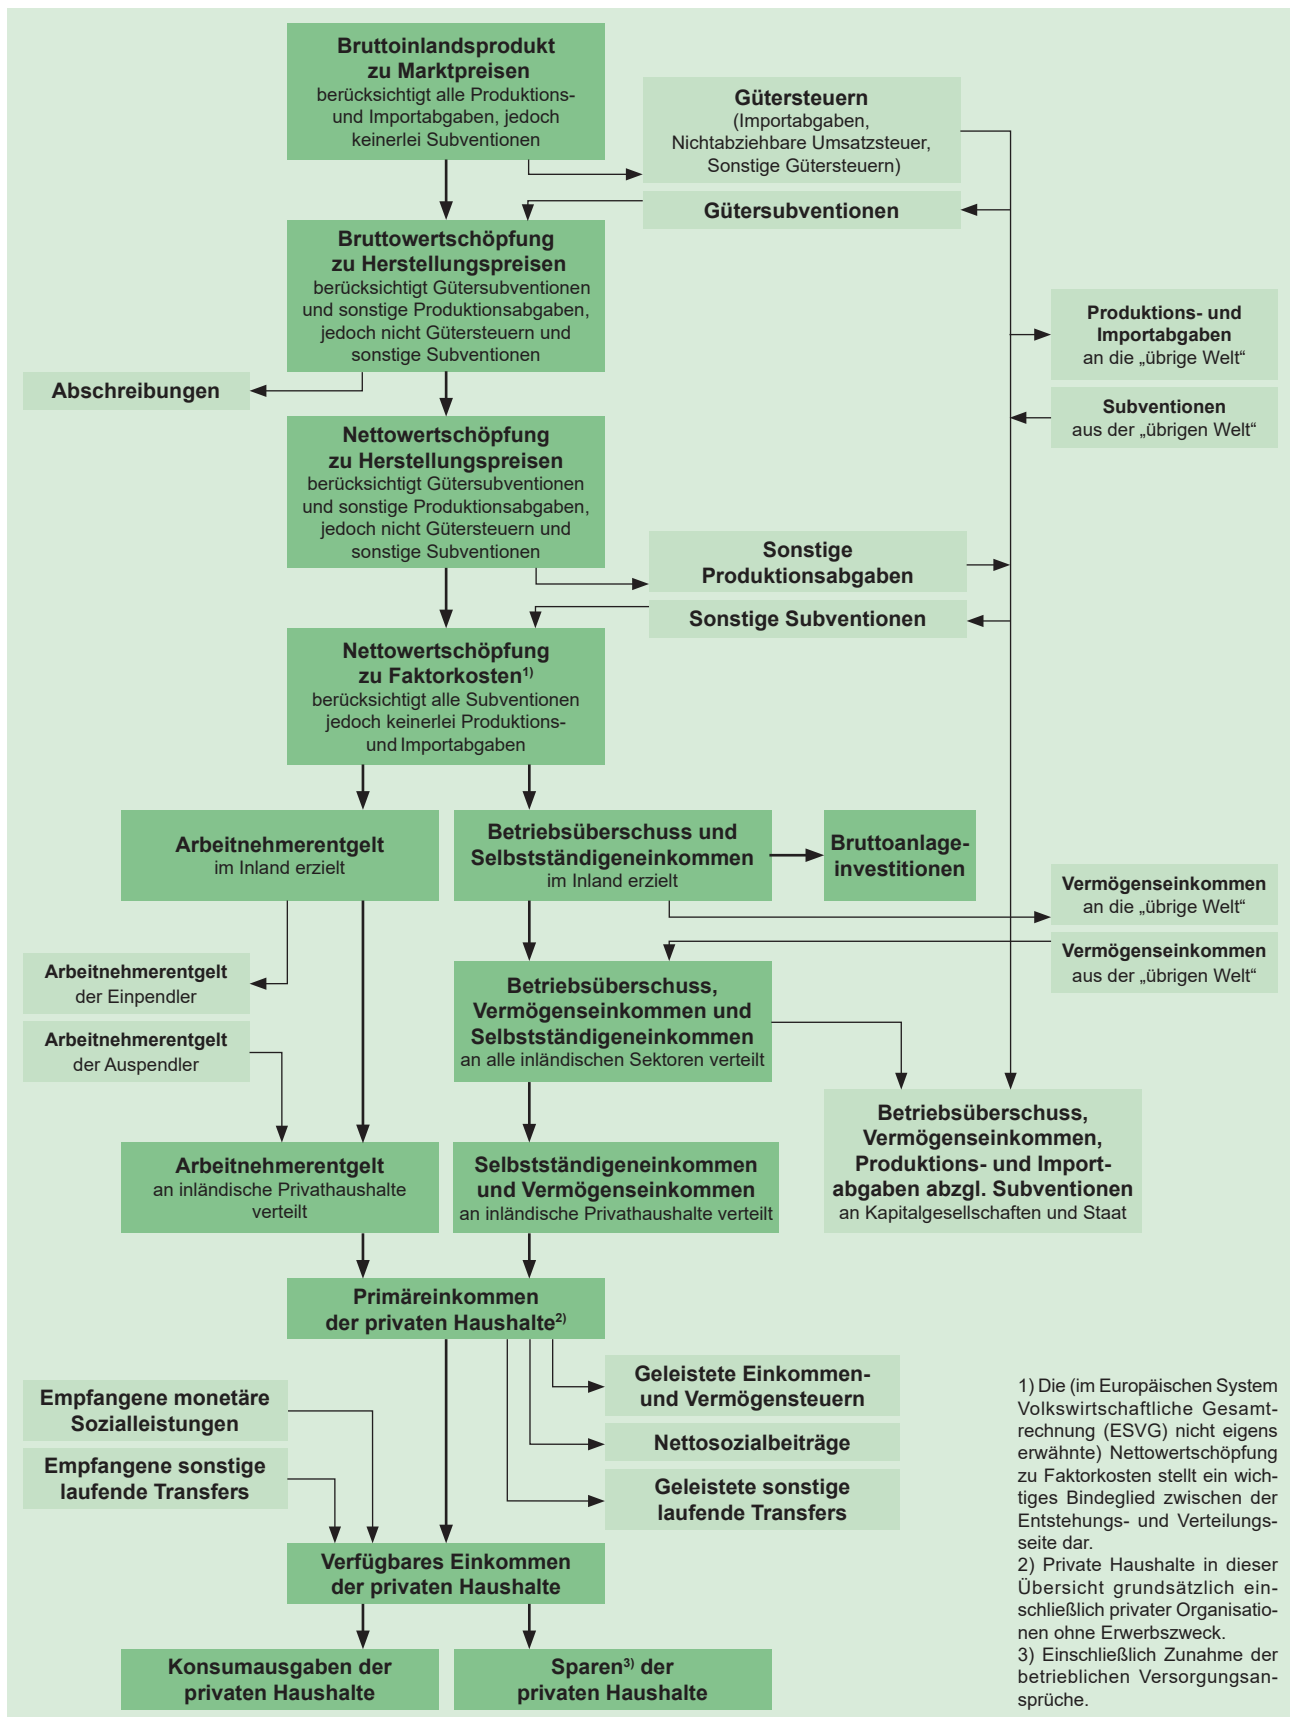 Bruttoinlandsprodukt
zu Marktpreisen
berücksichtigt alle Produktions-
und Importabgaben, jedoch
keinerlei Subventionen
Gütersteuern
(Importabgaben,
Nichtabziehbare Umsatzsteuer,
Sonstige Gütersteuern)
Gütersubventionen
Bruttowertschöpfung
zu Herstellungspreisen
berücksichtigt Gütersubventionen
und sonstige Produktionsabgaben,
jedoch nicht Gütersteuern und
sonstige Subventionen
Produktions- und
Importabgaben
an die „übrige Welt“
Abschreibungen
Subventionen
aus der „übrigen Welt“
Nettowertschöpfung
zu Herstellungspreisen
berücksichtigt Gütersubventionen
und sonstige Produktionsabgaben,
jedoch nicht Gütersteuern und
sonstige Subventionen
Sonstige
Produktionsabgaben
Sonstige Subventionen
Nettowertschöpfung
zu Faktorkosten1)
berücksichtigt alle Subventionen
jedoch keinerlei Produktions-
und Importabgaben
Arbeitnehmerentgelt
im Inland erzielt
Betriebsüberschuss und
Selbstständigeneinkommen
im Inland erzielt
Bruttoanlage-
investitionen
Vermögenseinkommen
an die „übrige Welt“
Vermögenseinkommen
aus der „übrigen Welt“
Arbeitnehmerentgelt
der Einpendler
Arbeitnehmerentgelt
der Auspendler
Betriebsüberschuss,
Vermögenseinkommen und
Selbstständigeneinkommen
an alle inländischen Sektoren verteilt
Betriebsüberschuss,
Vermögenseinkommen,
Produktions- und Import-
abgaben abzgl. Subventionen
an Kapitalgesellschaften und Staat
Arbeitnehmerentgelt
an inländische Privathaushalte
verteilt
Selbstständigeneinkommen
und Vermögenseinkommen
an inländische Privathaushalte verteilt
Primäreinkommen
der privaten Haushalte2)
Geleistete Einkommen-
und Vermögensteuern
Nettosozialbeiträge
Geleistete sonstige
laufende Transfers
Empfangene monetäre
Sozialleistungen
Empfangene sonstige
laufende Transfers
Verfügbares Einkommen
der privaten Haushalte
Konsumausgaben der
privaten Haushalte
Sparen3) der
privaten Haushalte
1) Die (im Europäischen System
Volkswirtschaftliche Gesamt-
rechnung (ESVG) nicht eigens
erwähnte) Nettowertschöpfung
zu Faktorkosten stellt ein wich-
tiges Bindeglied zwischen der
Entstehungs- und Verteilungs-
seite dar.
2) Private Haushalte in dieser
Übersicht grundsätzlich ein-
schließlich privater Organisatio-
nen ohne Erwerbszweck.
3) Einschließlich Zunahme der
betrieblichen Versorgungsan-
sprüche.